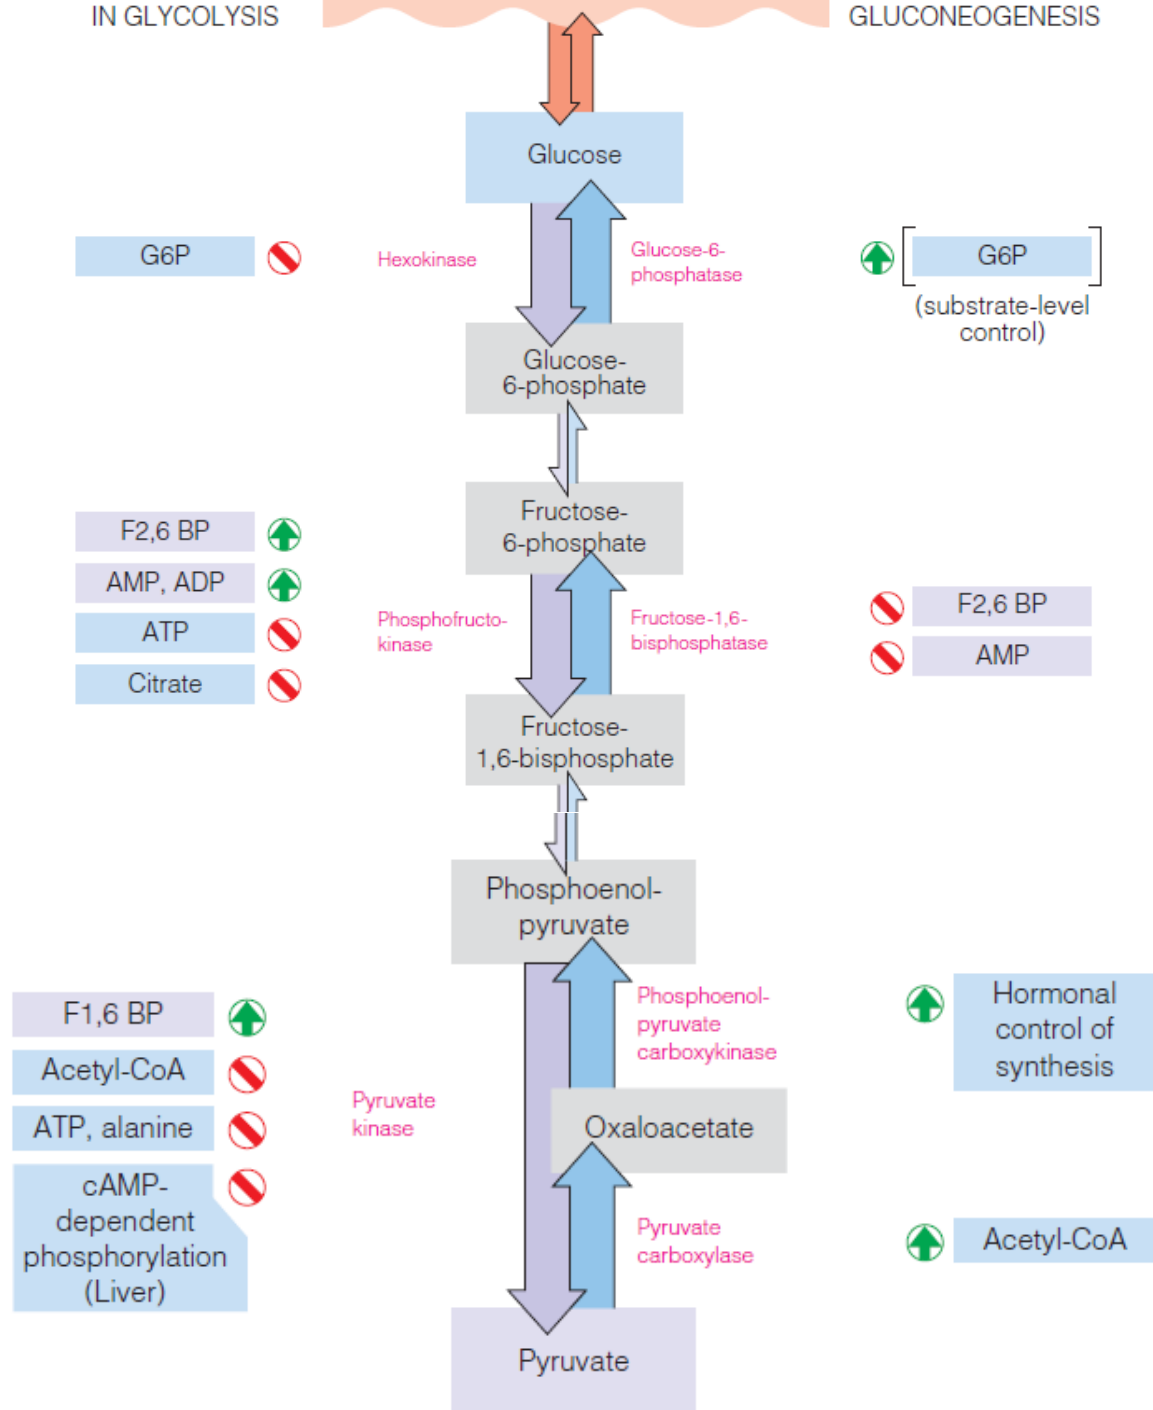 IN GLYCOLYSIS
GLUCONEOGENESIS
Glucose
G6P
Hexokinase
Glucose-6-
phosphatase
G6P
(substrate-level
control)
Glucose-
6-phosphate
Fructose-
6-phosphate
F2,6 BP
AMP, ADP
ATP
Citrate
Phosphofructo-
kinase
Fructose-1,6-
bisphosphatase
F2,6 BP
AMP
Fructose-
1,6-bisphosphate
Phosphoenol-
pyruvate
F1,6 BP
Acetyl-CoA
ATP, alanine
cAMP-
dependent
phosphorylation
(Liver)
Pyruvate
kinase
Phosphoenol-
pyruvate
carboxykinase
Hormonal
control of
synthesis
Oxaloacetate
Pyruvate
carboxylase
Acetyl-CoA
Pyruvate